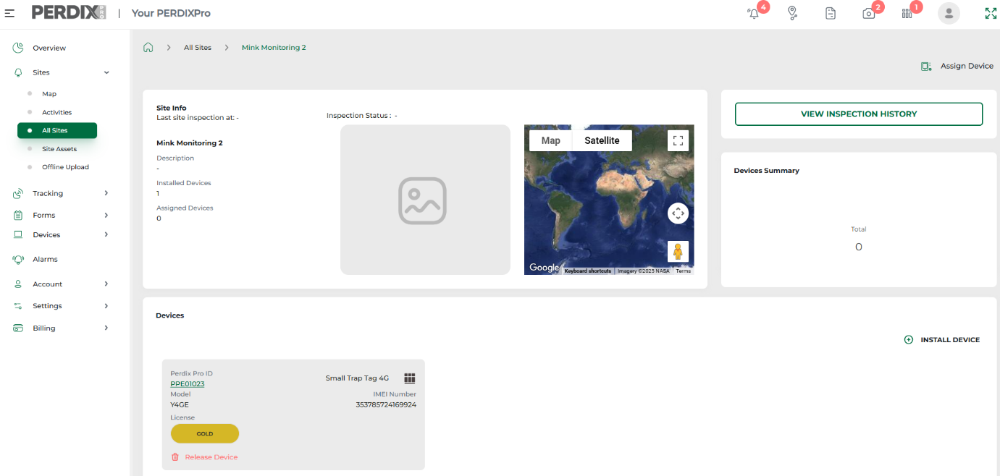 PERDIX PRO | Your PERDIXPro
4
2
1
Overview
Sites
Map
Activities
All Sites
Site Assets
Offline Upload
Tracking
Forms
Devices
Alarms
Account
Settings
Billing
All Sites > Mink Monitoring 2
Assign Device
Site Info
Last site inspection at: -
Inspection Status : -
Mink Monitoring 2
Description
-
Installed Devices
1
Assigned Devices
0
Map Satellite
Google Keyboard shortcuts Imagery ©2025 NASA Terms
VIEW INSPECTION HISTORY
Devices Summary
Total
0
Devices
INSTALL DEVICE
Perdix Pro ID
PPE01023
Small Trap Tag 4G
Model
IMEI Number
Y4GE
353785724169924
License
GOLD
Release Device